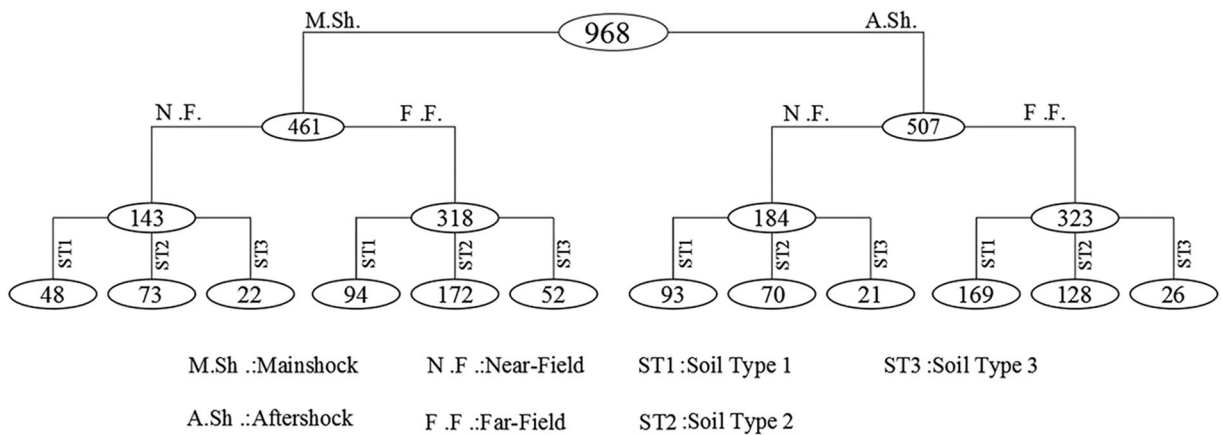 M.Sh. 968 A.Sh.
N .F. 461 F .F. N .F. 507 F .F.
143 318 184 323
ST1 ST2 ST3 ST1 ST2 ST3 ST1 ST2 ST3 ST1 ST2 ST3
48 73 22 94 172 52 93 70 21 169 128 26
M.Sh .:Mainshock N .F .:Near-Field ST1 :Soil Type 1 ST3 :Soil Type 3
A.Sh .:Aftershock F .F .:Far-Field ST2 :Soil Type 2